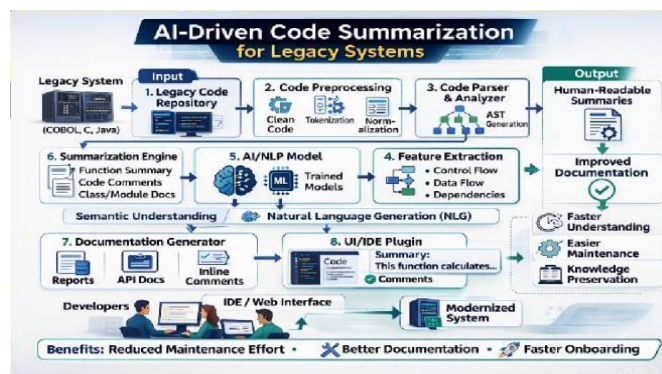 AI-Driven Code Summarization
for Legacy Systems
Legacy System
(COBOL, C, Java)
Input
1. Legacy Code
Repository
2. Code Preprocessing
Clean
Code
Tokenization
Norm-
alization
3. Code Parser
& Analyzer
AST
Generation
Output
Human-Readable
Summaries
6. Summarization Engine
Function Summary
Code Comments
Class/Module Docs
5. AI/NLP Model
ML
Trained
Models
4. Feature Extraction
• Control Flow
• Data Flow
• Dependencies
Improved
Documentation
Semantic Understanding
Natural Language Generation (NLG)
Faster
Understanding
Easier
Maintenance
Knowledge
Preservation
7. Documentation Generator
Reports
API Docs
Inline
Comments
8. UI/IDE Plugin
Code
Summary:
This function calculates...
Comments
Developers
IDE / Web Interface
Modernized
System
Benefits: Reduced Maintenance Effort • Better Documentation • Faster Onboarding